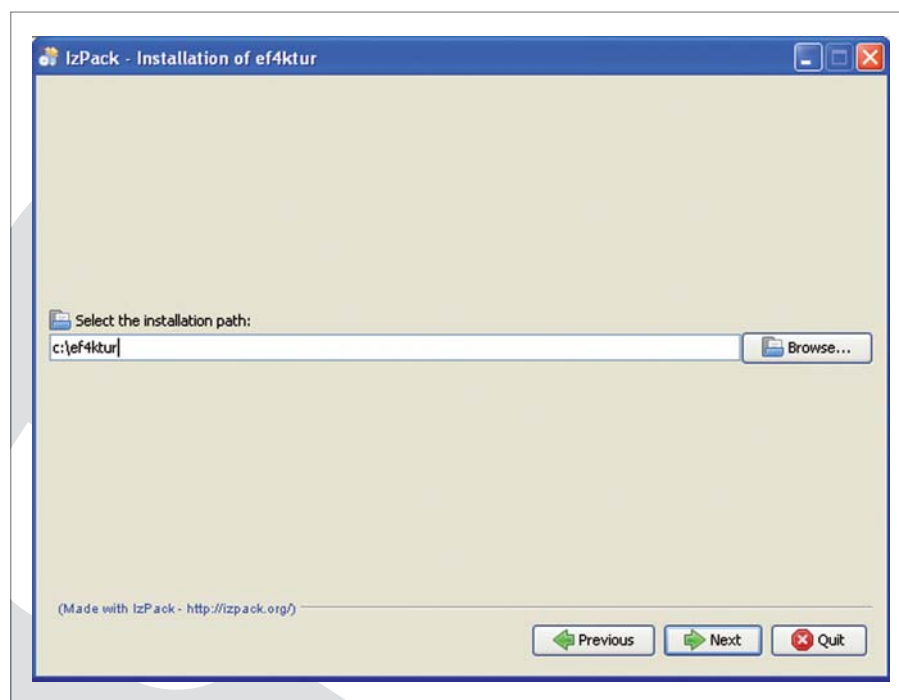 IzPack - Installation of ef4ktur
Select the installation path:
c:\ef4ktur
Browse...
(Made with IzPack - http://izpack.org/)
Previous
Next
Quit